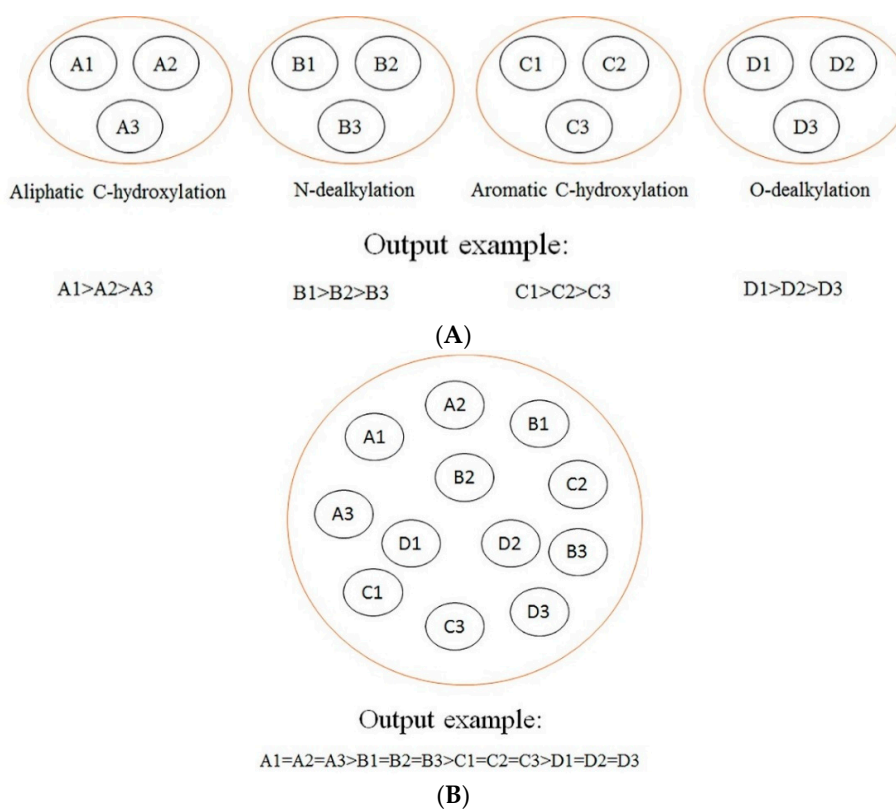 A1 A2 B1 B2 C1 C2 D1 D2
A3 B3 C3 D3
Aliphatic C-hydroxylation N-dealkylation Aromatic C-hydroxylation O-dealkylation
Output example:
A1>A2>A3 B1>B2>B3 C1>C2>C3 D1>D2>D3
(A)
A2
A1 B1
B2 C2
A3
D1 D2 B3
C1
C3 D3
Output example:
A1=A2=A3>B1=B2=B3>C1=C2=C3>D1=D2=D3
(B)